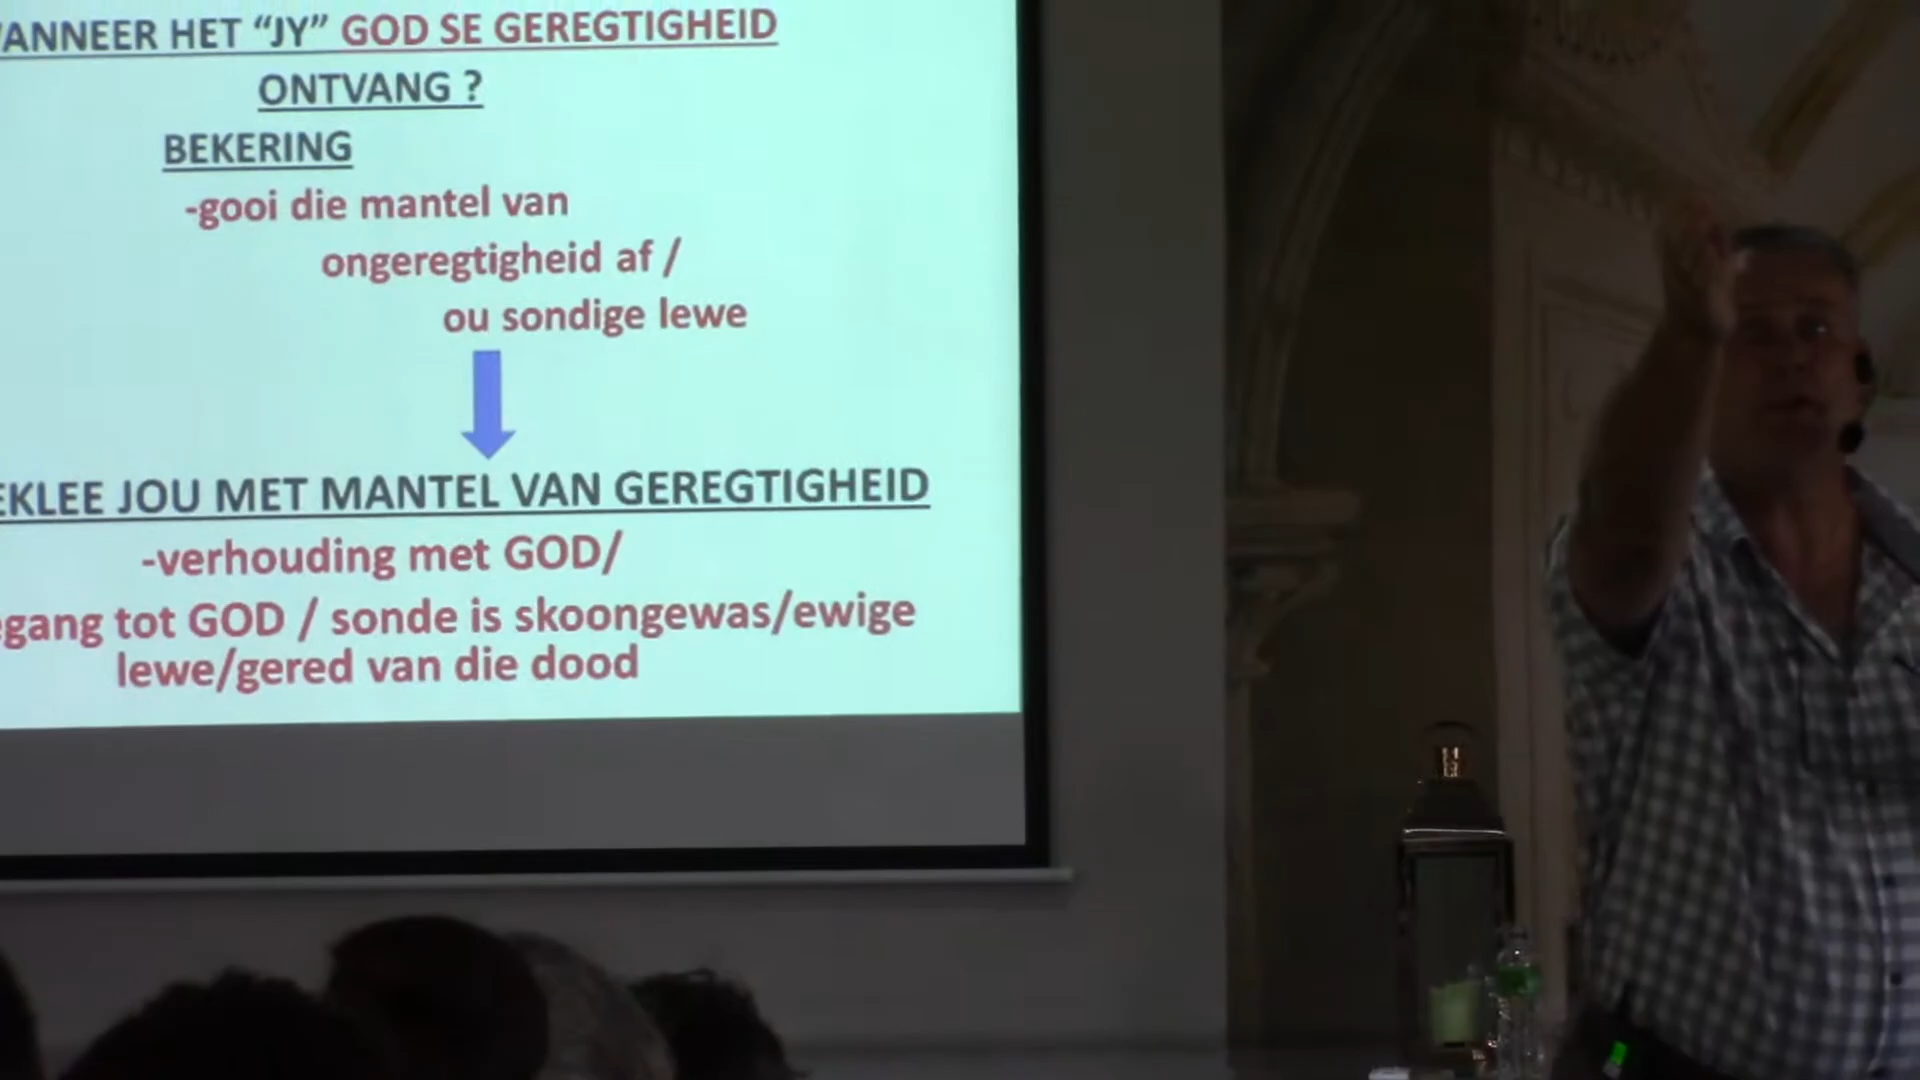 WANNEER HET “JY” GOD SE GEREGTIGHEID
ONTVANG ?
BEKERING
-gooi die mantel van
ongeregtigheid af /
ou sondige lewe
EKLEE JOU MET MANTEL VAN GEREGTIGHEID
-verhouding met GOD/
egang tot GOD / sonde is skoongewas/ewige
lewe/gered van die dood